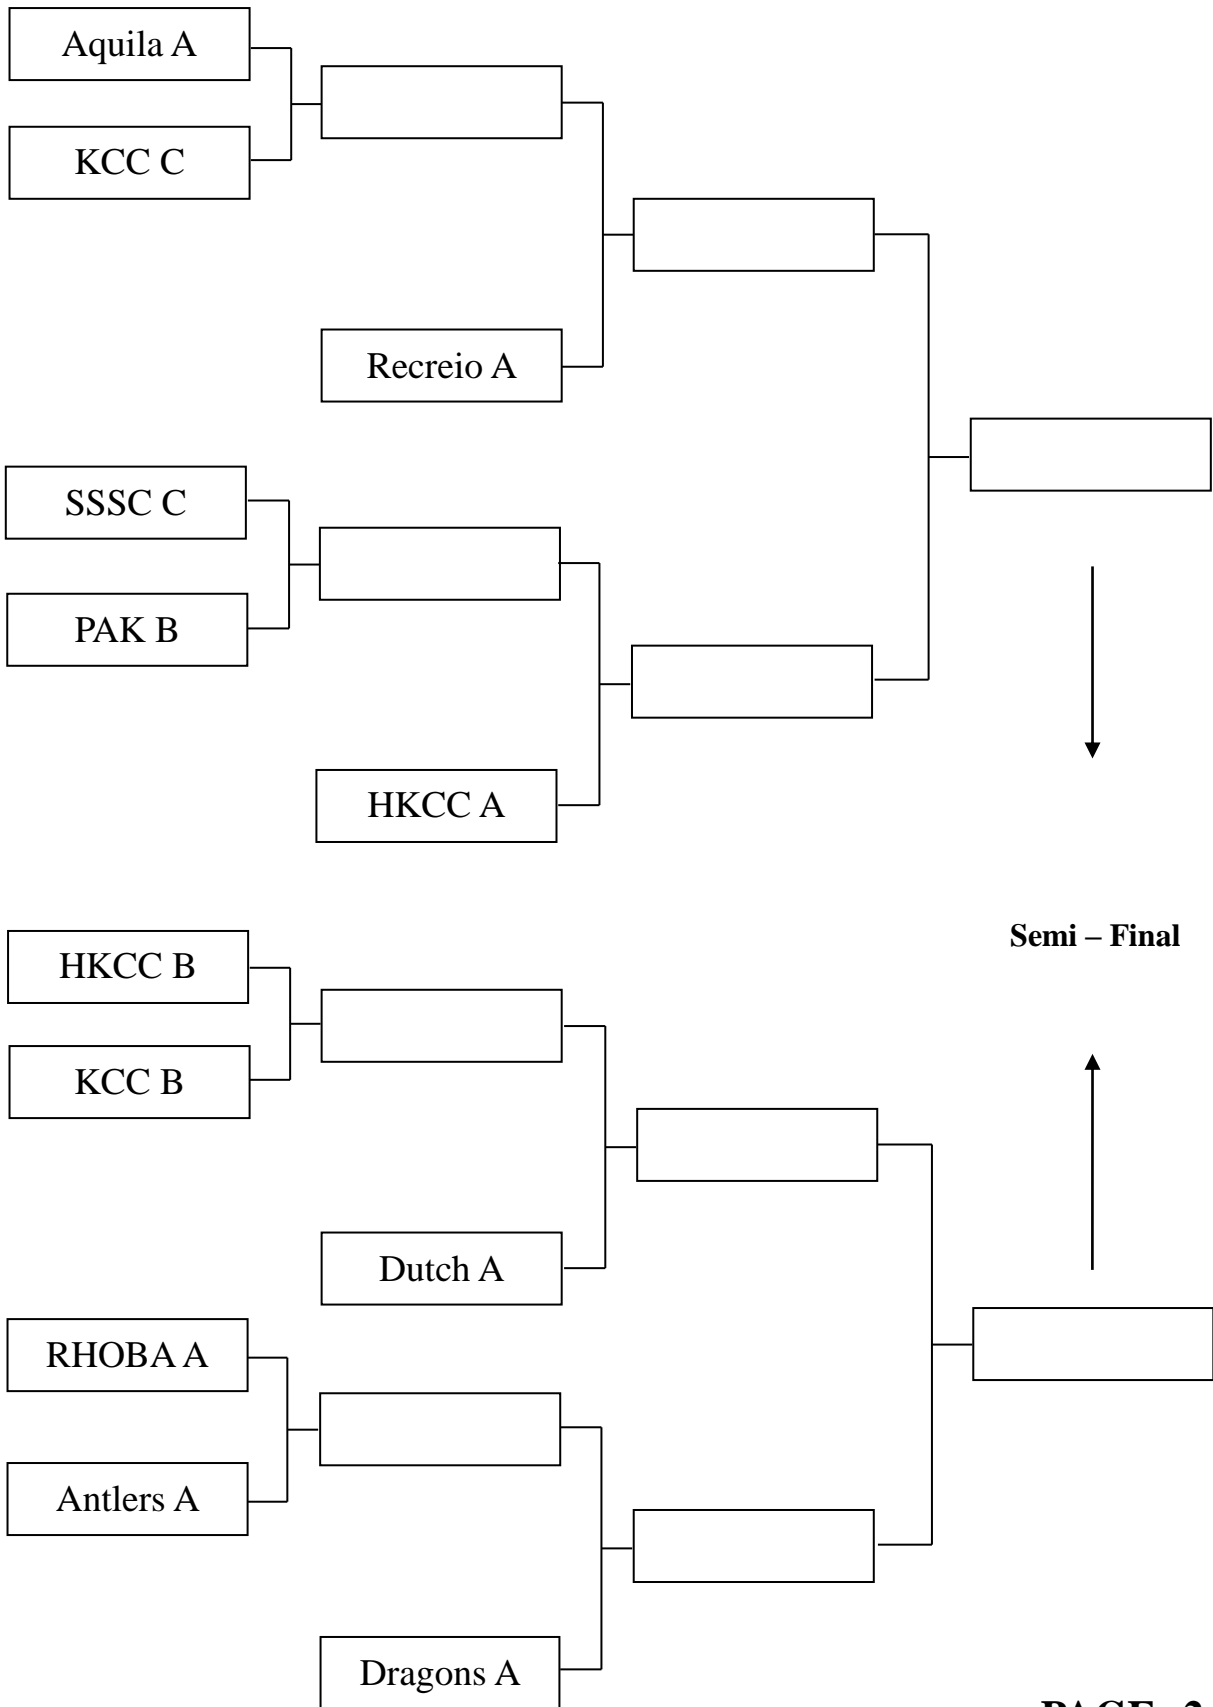 Aquila A
KCC C
Recreio A
SSSC C
PAK B
HKCC A
Semi – Final
HKCC B
KCC B
Dutch A
RHOBA A
Antlers A
Dragons A